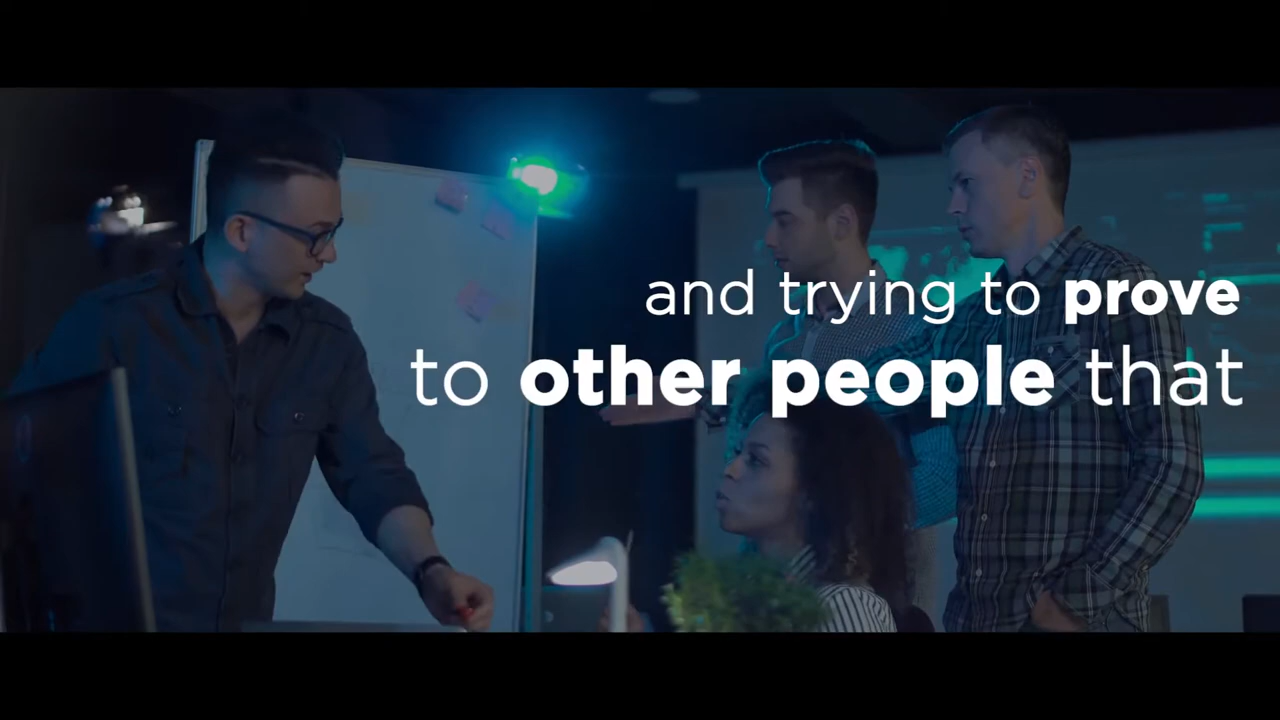 and trying to prove
to other people that